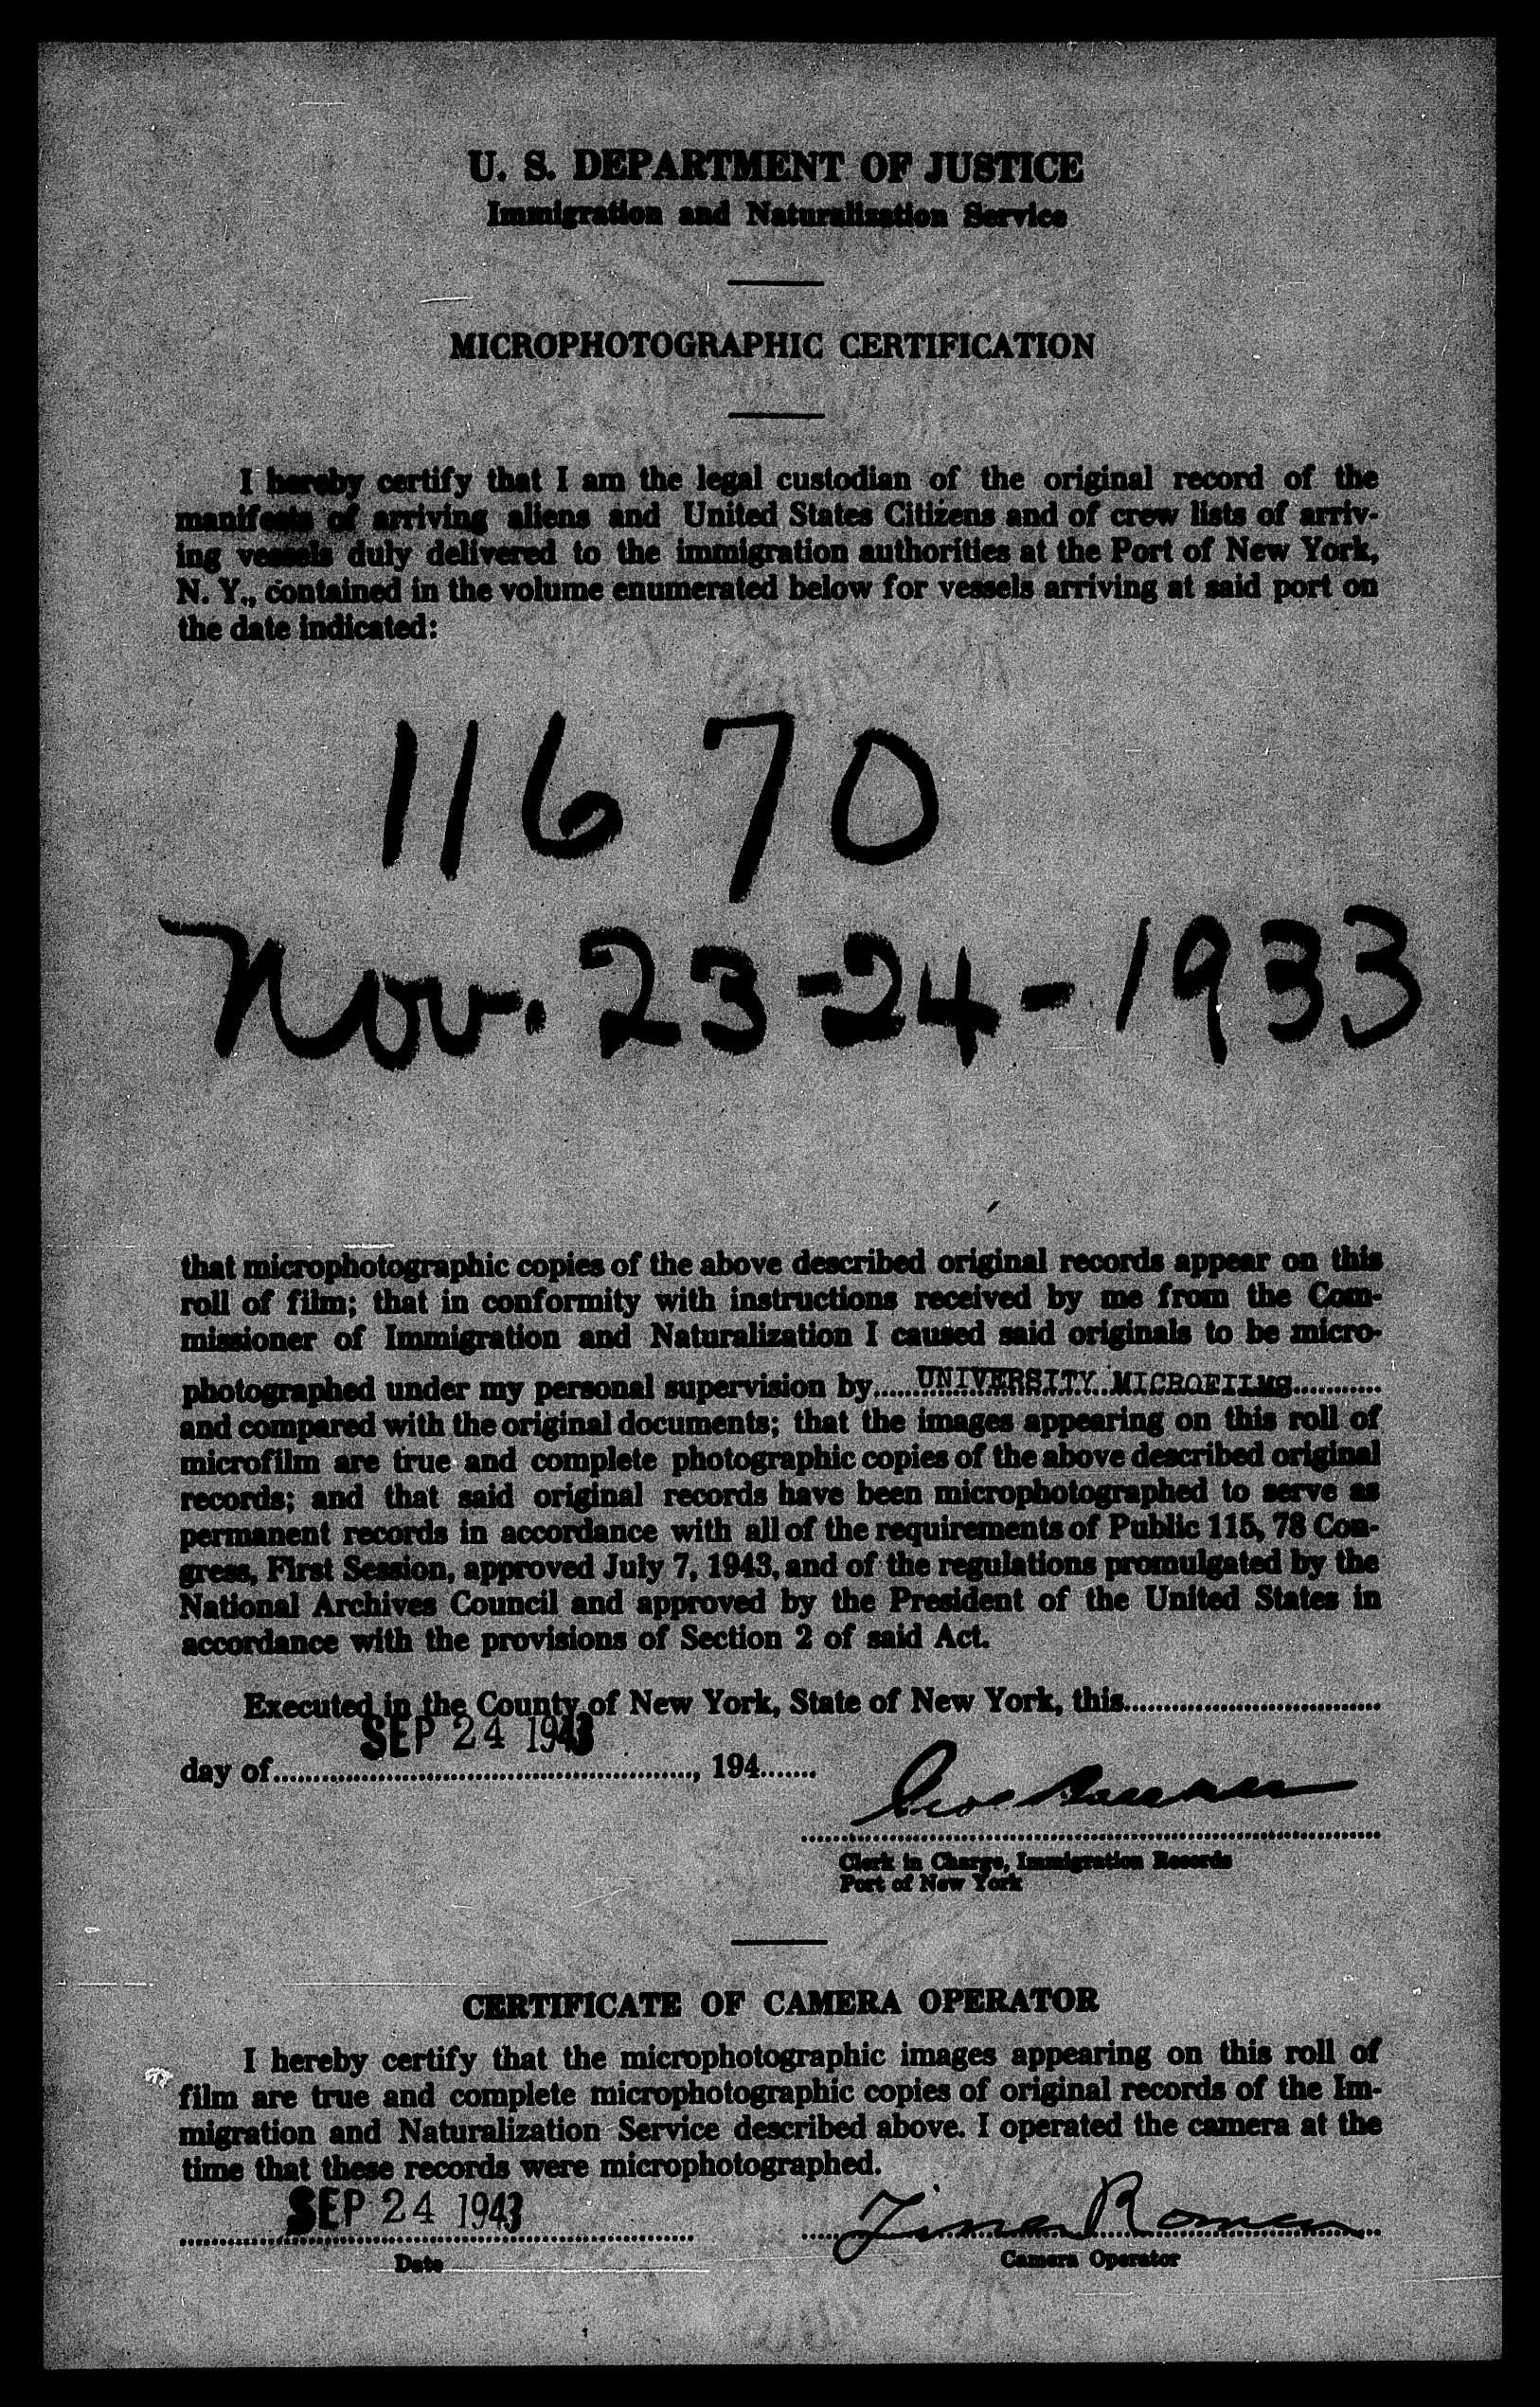 U. S. DEPARTMENT OF JUSTICE
Immigration and Naturalization Service
MICROPHOTOGRAPHIC CERTIFICATION
I hereby certify that I am the legal custodian of the original record of the
manifests of arriving aliens and United States Citizens and of crew lists of arriv-
ing vessels duly delivered to the immigration authorities at the Port of New York,
N. Y., contained in the volume enumerated below for vessels arriving at said port on
the date indicated:
11670
Nov. 23-24-1933
that microphotographic copies of the above described original records appear on this
roll of film; that in conformity with instructions received by me from the Com-
missioner of Immigration and Naturalization I caused said originals to be micro-
photographed under my personal supervision by......UNIVERSITY MICROFILMS............
and compared with the original documents; that the images appearing on this roll of
microfilm are true and complete photographic copies of the above described original
records; and that said original records have been microphotographed to serve as
permanent records in accordance with all of the requirements of Public 115, 78 Con-
gress, First Session, approved July 7, 1943, and of the regulations promulgated by the
National Archives Council and approved by the President of the United States in
accordance with the provisions of Section 2 of said Act.
Executed in the County of New York, State of New York, this................................
SEP 24 1943
day of...................................................., 194.......
Clerk in Charge, Immigration Records
Port of New York
CERTIFICATE OF CAMERA OPERATOR
I hereby certify that the microphotographic images appearing on this roll of
film are true and complete microphotographic copies of original records of the Im-
migration and Naturalization Service described above. I operated the camera at the
time that these records were microphotographed.
SEP 24 1943
Date
Camera Operator